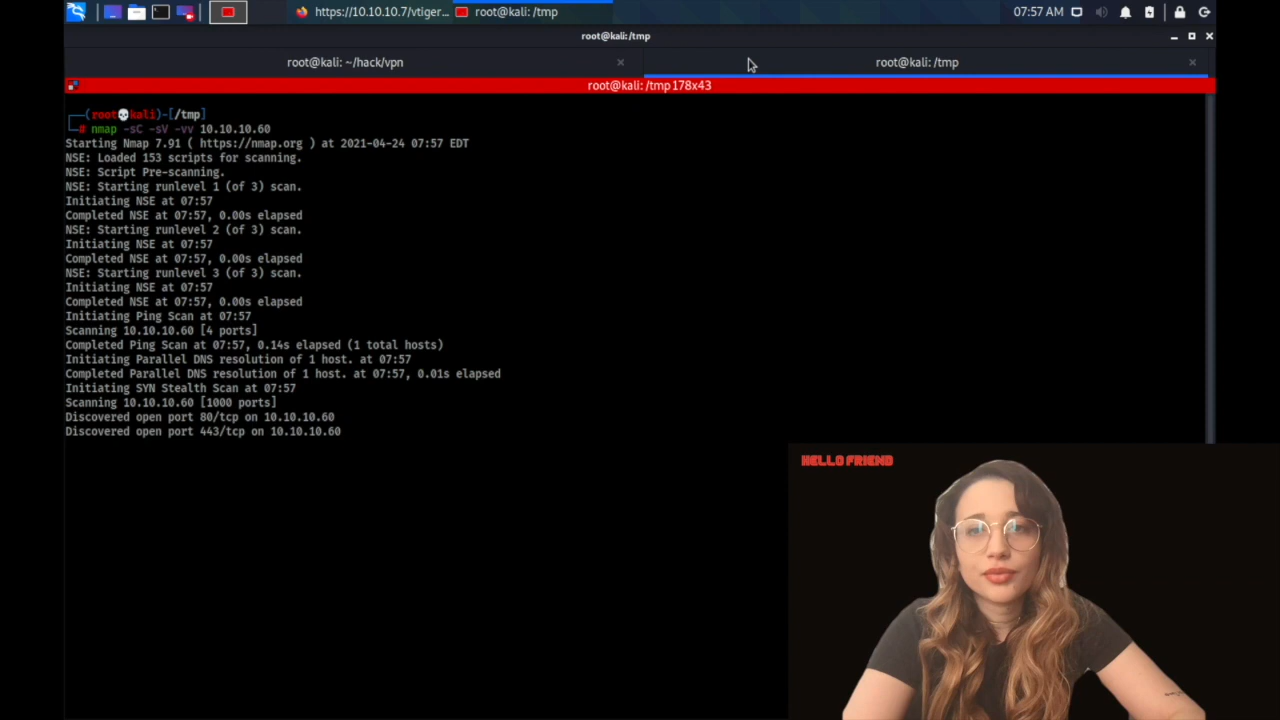 https://10.10.10.7/vtiger... root@kali: /tmp 07:57 AM
root@kali:/tmp
root@kali: ~/hack/vpn root@kali: /tmp
root@kali: /tmp 178x43
(root💀kali)-[/tmp]
# nmap -sC -sV -vv 10.10.10.60
Starting Nmap 7.91 ( https://nmap.org ) at 2021-04-24 07:57 EDT
NSE: Loaded 153 scripts for scanning.
NSE: Script Pre-scanning.
NSE: Starting runlevel 1 (of 3) scan.
Initiating NSE at 07:57
Completed NSE at 07:57, 0.00s elapsed
NSE: Starting runlevel 2 (of 3) scan.
Initiating NSE at 07:57
Completed NSE at 07:57, 0.00s elapsed
NSE: Starting runlevel 3 (of 3) scan.
Initiating NSE at 07:57
Completed NSE at 07:57, 0.00s elapsed
Initiating Ping Scan at 07:57
Scanning 10.10.10.60 [4 ports]
Completed Ping Scan at 07:57, 0.14s elapsed (1 total hosts)
Initiating Parallel DNS resolution of 1 host. at 07:57
Completed Parallel DNS resolution of 1 host. at 07:57, 0.01s elapsed
Initiating SYN Stealth Scan at 07:57
Scanning 10.10.10.60 [1000 ports]
Discovered open port 80/tcp on 10.10.10.60
Discovered open port 443/tcp on 10.10.10.60
HELLO FRIEND